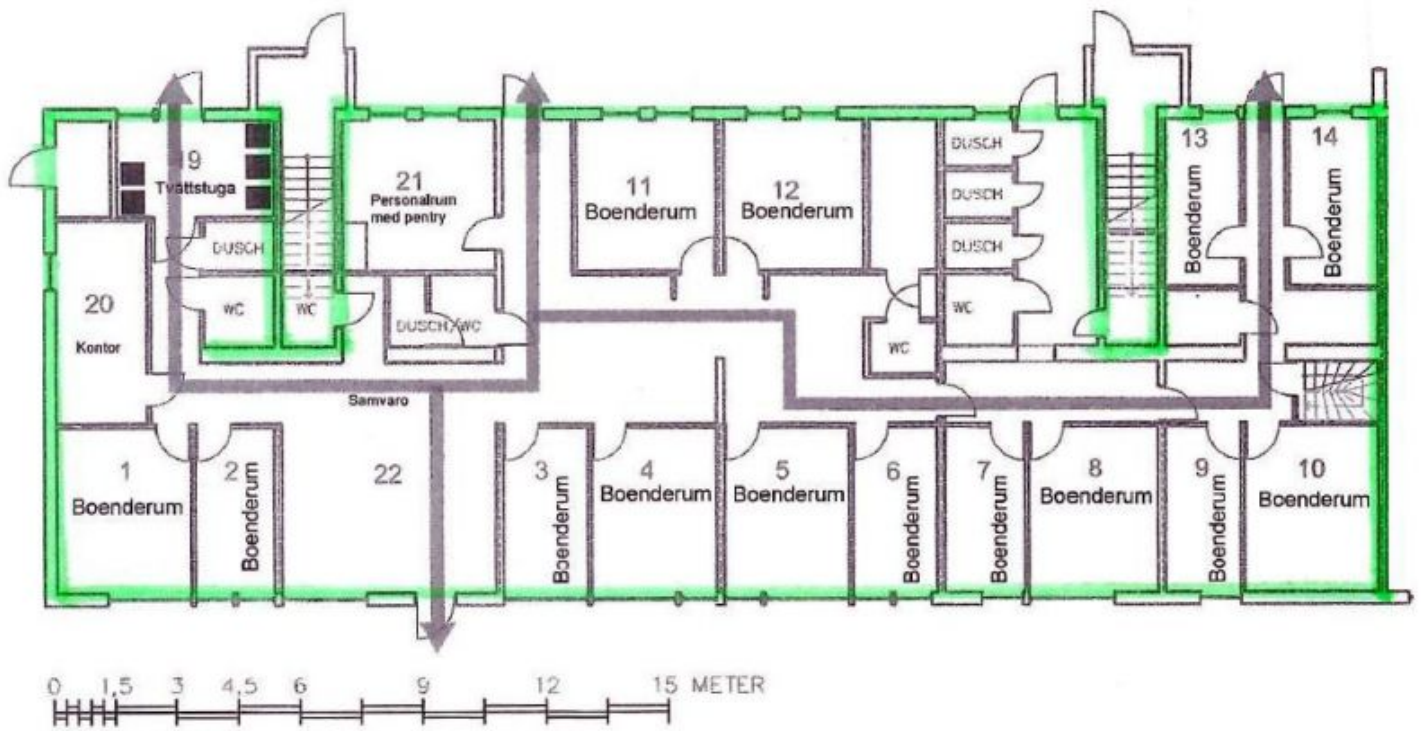 19
Tvättstuga
21
Personalrum
med pentry
11
Boenderum
12
Boenderum
DUSCH
DUSCH
DUSCH
13
Boenderum
14
Boenderum
DUSCH
20
Kontor
WC
WC
DUSCH/WC
WC
WC
Samvaro
1
Boenderum
2
Boenderum
22
3
Boenderum
4
Boenderum
5
Boenderum
6
Boenderum
7
Boenderum
8
Boenderum
9
Boenderum
10
Boenderum
0 1,5 3 4,5 6 9 12 15 METER